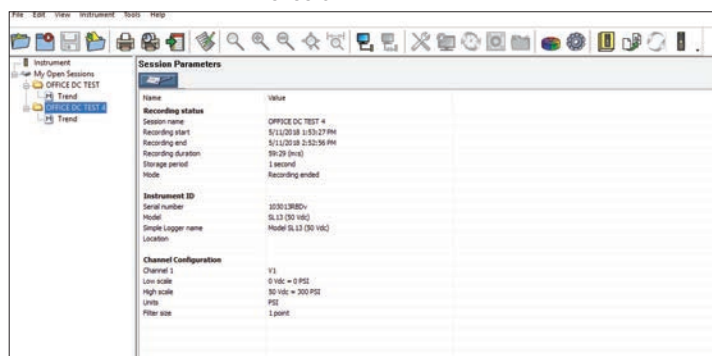 File Edit View Instrument Tools Help
Instrument
My Open Sessions
OFFICE DC TEST
Trend
OFFICE DC TEST 4
Trend
Session Parameters
Name Value
Recording status
Session name OFFICE DC TEST 4
Recording start 5/11/2018 1:53:27 PM
Recording end 5/11/2018 2:52:56 PM
Recording duration 59:29 (m:s)
Storage period 1 second
Mode Recording ended
Instrument ID
Serial number 103013RBDv
Model SL13 (50 Vdc)
Simple Logger name Model SL13 (50 Vdc)
Location
Channel Configuration
Channel 1 V1
Low scale 0 Vdc = 0 PSI
High scale 50 Vdc = 300 PSI
Units PSI
Filter size 1 point